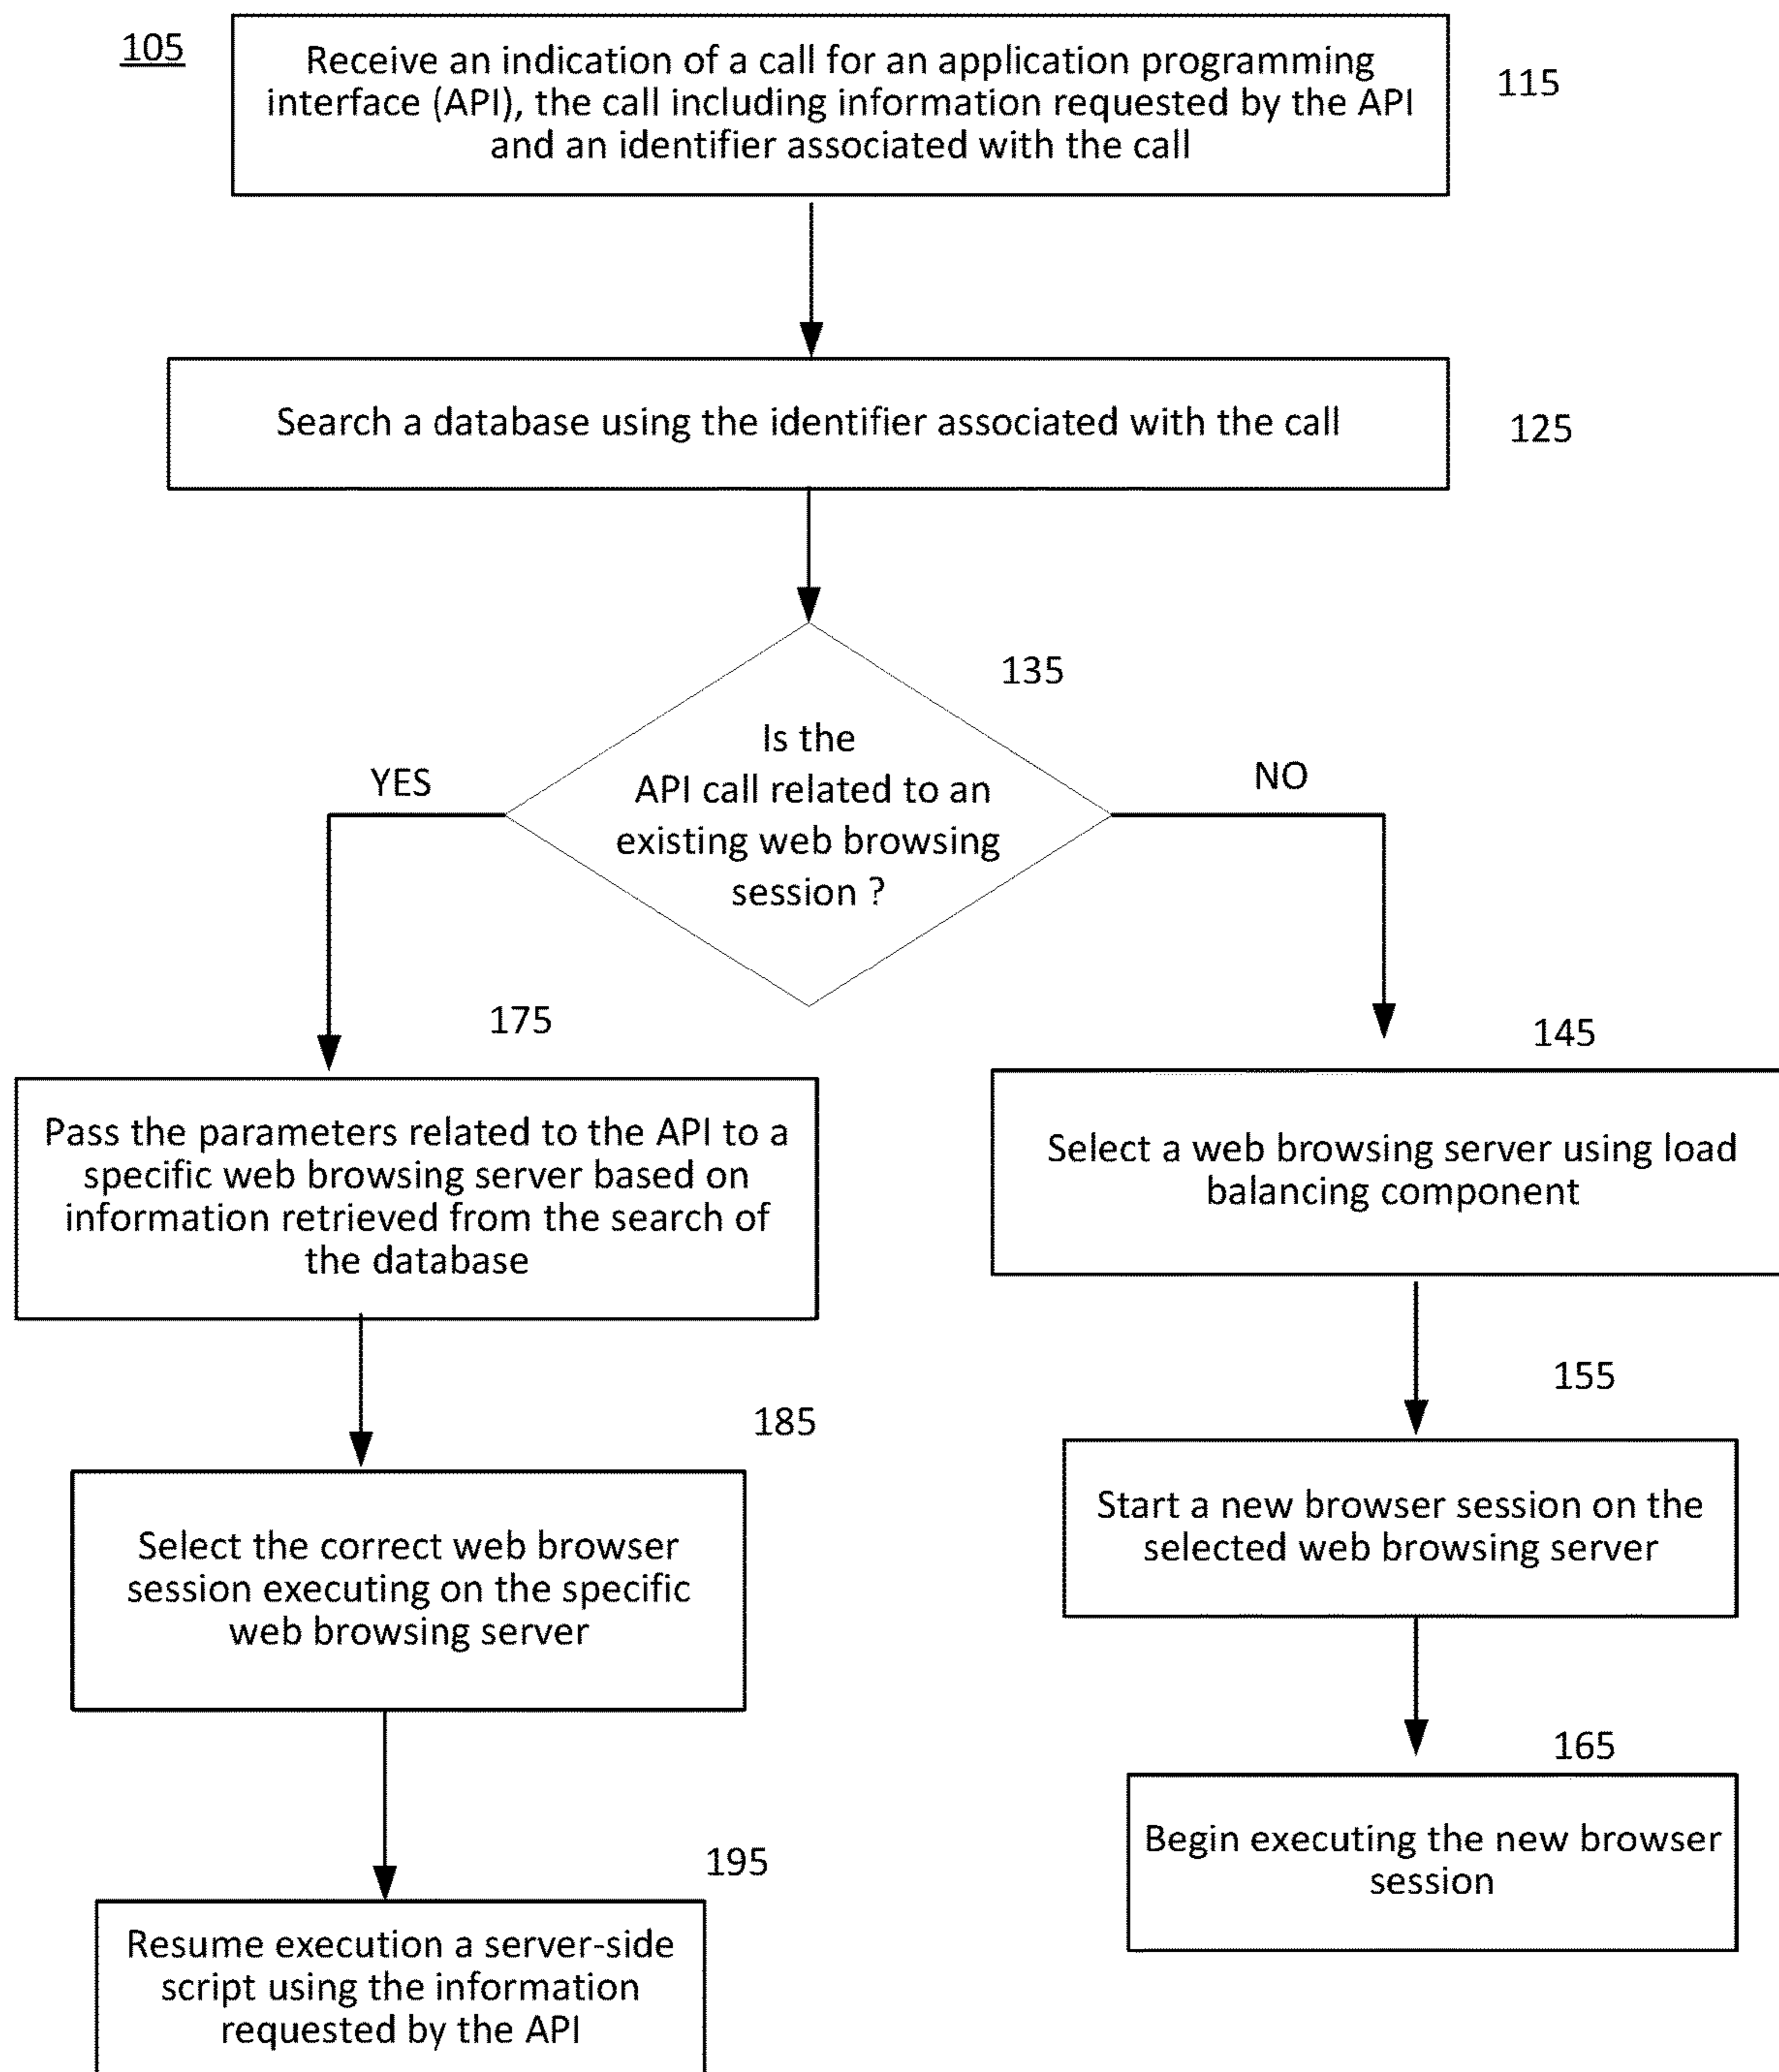 105
Receive an indication of a call for an application programming
interface (API), the call including information requested by the API
and an identifier associated with the call
115
Search a database using the identifier associated with the call
125
135
Is the
API call related to an
existing web browsing
session ?
YES
NO
175
Pass the parameters related to the API to a
specific web browsing server based on
information retrieved from the search of
the database
145
Select a web browsing server using load
balancing component
185
Select the correct web browser
session executing on the specific
web browsing server
155
Start a new browser session on the
selected web browsing server
195
Resume execution a server-side
script using the information
requested by the API
165
Begin executing the new browser
session